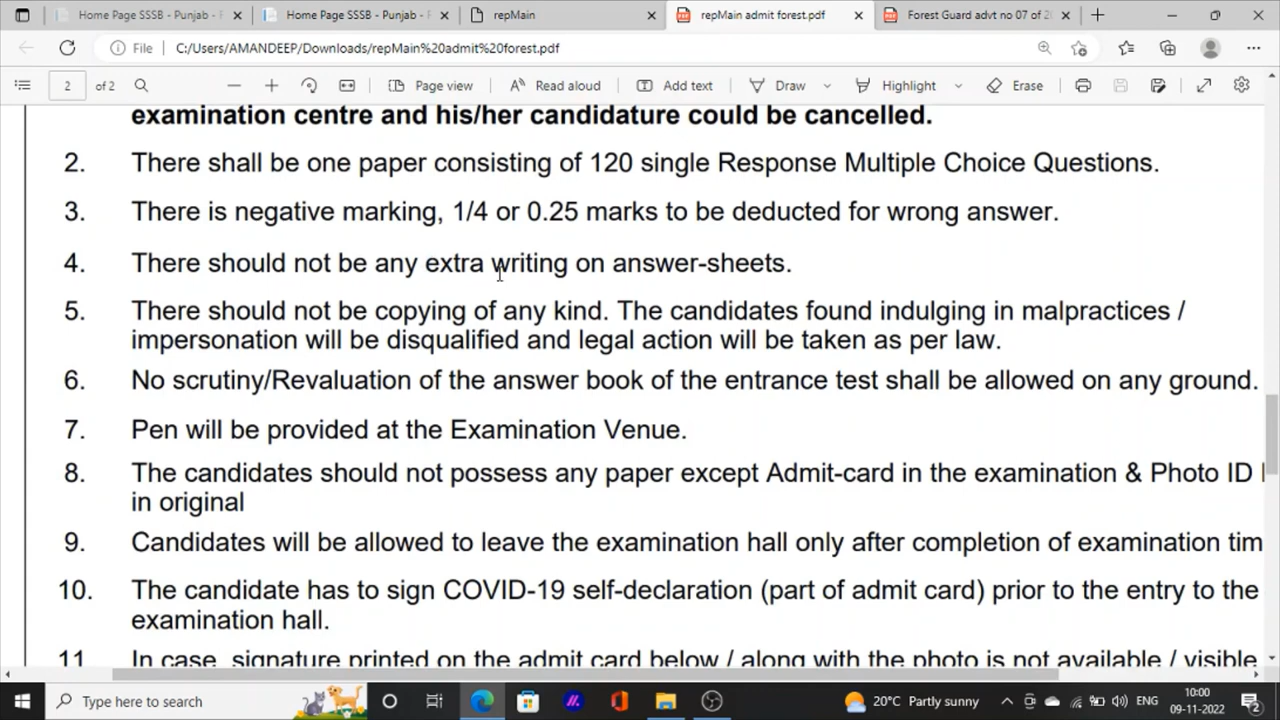 Home Page SSSB - Punjab - F
Home Page SSSB - Punjab - F
repMain
repMain admit forest.pdf
Forest Guard advt no 07 of 2
File
C:/Users/AMANDEEP/Downloads/repMain%20admit%20forest.pdf
2 of 2
Page view
Read aloud
Add text
Draw
Highlight
Erase
examination centre and his/her candidature could be cancelled.
2. There shall be one paper consisting of 120 single Response Multiple Choice Questions.
3. There is negative marking, 1/4 or 0.25 marks to be deducted for wrong answer.
4. There should not be any extra writing on answer-sheets.
5. There should not be copying of any kind. The candidates found indulging in malpractices /
impersonation will be disqualified and legal action will be taken as per law.
6. No scrutiny/Revaluation of the answer book of the entrance test shall be allowed on any ground.
7. Pen will be provided at the Examination Venue.
8. The candidates should not possess any paper except Admit-card in the examination & Photo ID
in original
9. Candidates will be allowed to leave the examination hall only after completion of examination tim
10. The candidate has to sign COVID-19 self-declaration (part of admit card) prior to the entry to the
examination hall.
11 In case, signature printed on the admit card below / along with the photo is not available / visible
Type here to search
20°C Partly sunny
ENG
10:00
09-11-2022
2